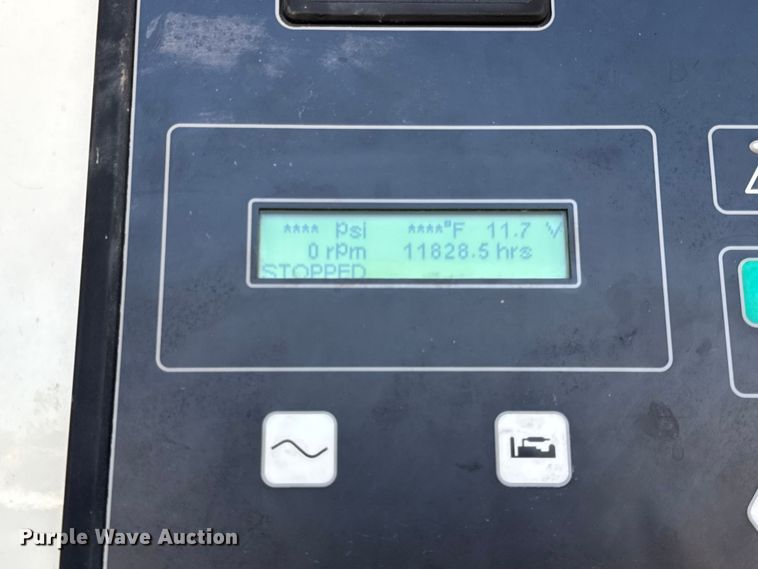 **** psi ****°F 11.7 V
0 rpm 11828.5 hrs
STOPPED
Purple Wave Auction®